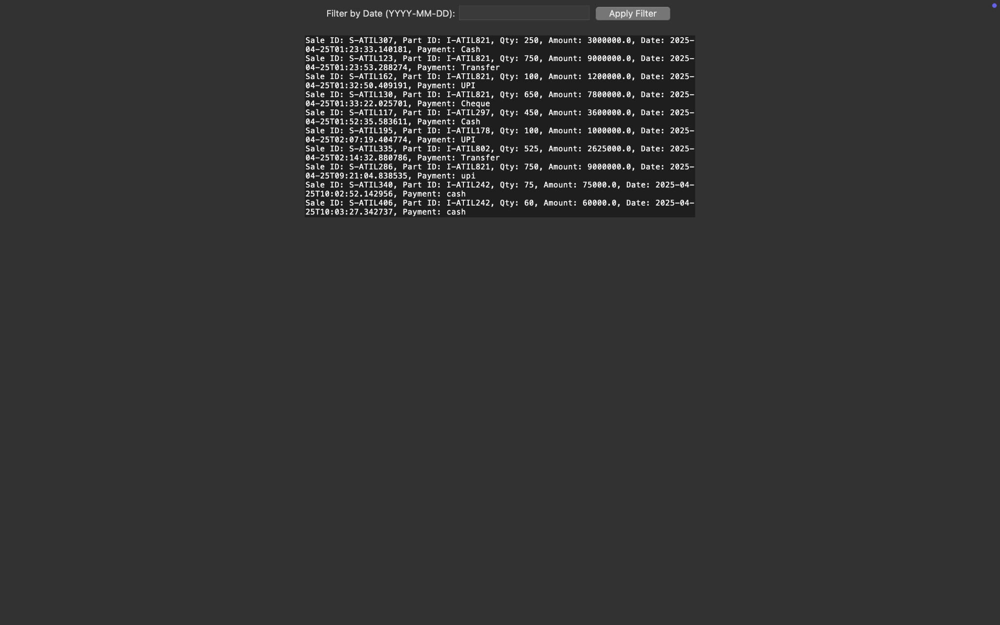 Filter by Date (YYYY-MM-DD): Apply Filter
Sale ID: S-ATIL307, Part ID: I-ATIL821, Qty: 250, Amount: 3000000.0, Date: 2025-
04-25T01:23:33.140181, Payment: Cash
Sale ID: S-ATIL123, Part ID: I-ATIL821, Qty: 750, Amount: 9000000.0, Date: 2025-
04-25T01:23:53.288274, Payment: Transfer
Sale ID: S-ATIL162, Part ID: I-ATIL821, Qty: 100, Amount: 1200000.0, Date: 2025-
04-25T01:32:50.409191, Payment: UPI
Sale ID: S-ATIL130, Part ID: I-ATIL821, Qty: 650, Amount: 7800000.0, Date: 2025-
04-25T01:33:22.025701, Payment: Cheque
Sale ID: S-ATIL117, Part ID: I-ATIL297, Qty: 450, Amount: 3600000.0, Date: 2025-
04-25T01:52:35.583611, Payment: Cash
Sale ID: S-ATIL195, Part ID: I-ATIL178, Qty: 100, Amount: 1000000.0, Date: 2025-
04-25T02:07:19.404774, Payment: UPI
Sale ID: S-ATIL335, Part ID: I-ATIL802, Qty: 525, Amount: 2625000.0, Date: 2025-
04-25T02:14:32.880786, Payment: Transfer
Sale ID: S-ATIL286, Part ID: I-ATIL821, Qty: 750, Amount: 9000000.0, Date: 2025-
04-25T09:21:04.838535, Payment: upi
Sale ID: S-ATIL340, Part ID: I-ATIL242, Qty: 75, Amount: 75000.0, Date: 2025-04-
25T10:02:52.142956, Payment: cash
Sale ID: S-ATIL406, Part ID: I-ATIL242, Qty: 60, Amount: 60000.0, Date: 2025-04-
25T10:03:27.342737, Payment: cash